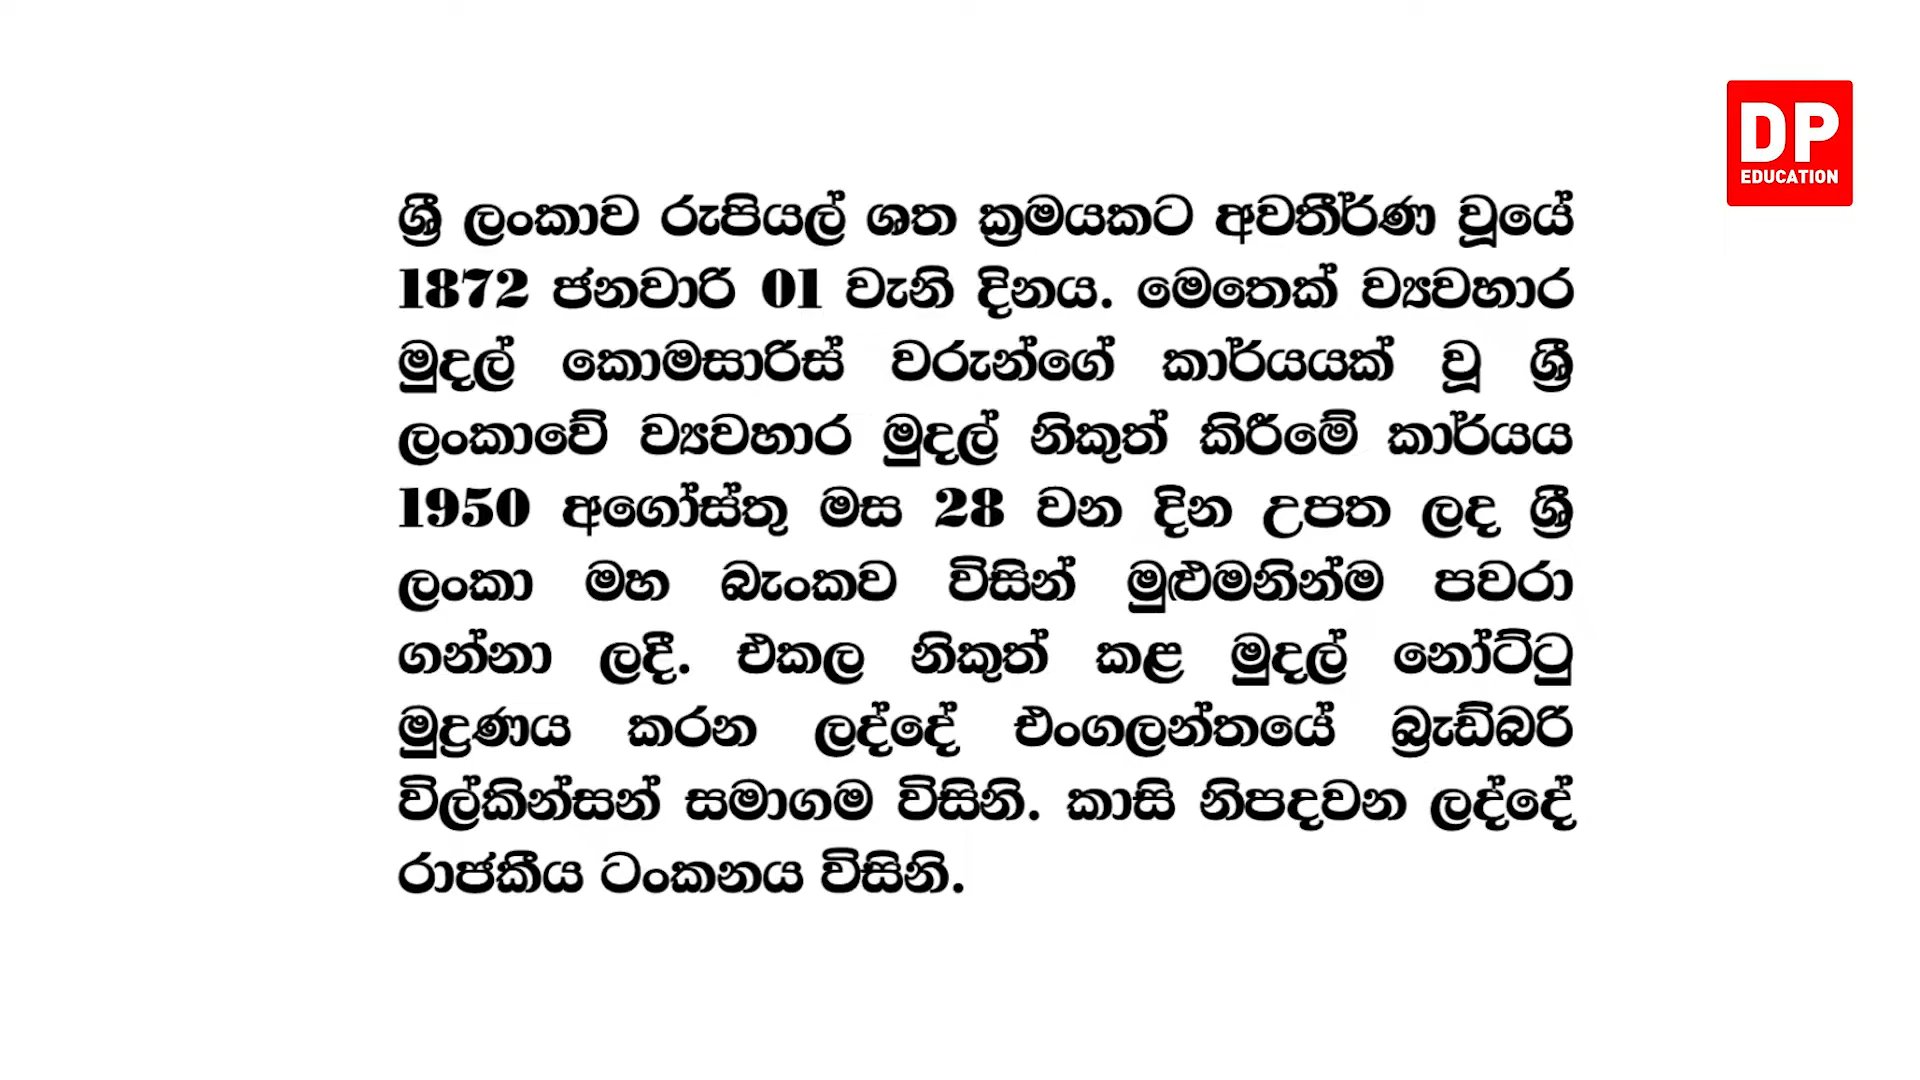 DP
EDUCATION
ශ්‍රී ලංකාව රුපියල් ශත ක්‍රමයකට අවතීර්ණ වූයේ
1872 ජනවාරි 01 වැනි දිනය. මෙතෙක් ව්‍යවහාර
මුදල් කොමසාරිස් වරුන්ගේ කාර්යයක් වූ ශ්‍රී
ලංකාවේ ව්‍යවහාර මුදල් නිකුත් කිරීමේ කාර්යය
1950 අගෝස්තු මස 28 වන දින උපත ලද ශ්‍රී
ලංකා මහ බැංකව විසින් මුළුමනින්ම පවරා
ගන්නා ලදී. එකල නිකුත් කළ මුදල් නෝට්ටු
මුද්‍රණය කරන ලද්දේ එංගලන්තයේ බ්‍රැඩ්බරි
විල්කින්සන් සමාගම විසිනි. කාසි නිපදවන ලද්දේ
රාජකීය ටංකනය විසිනි.